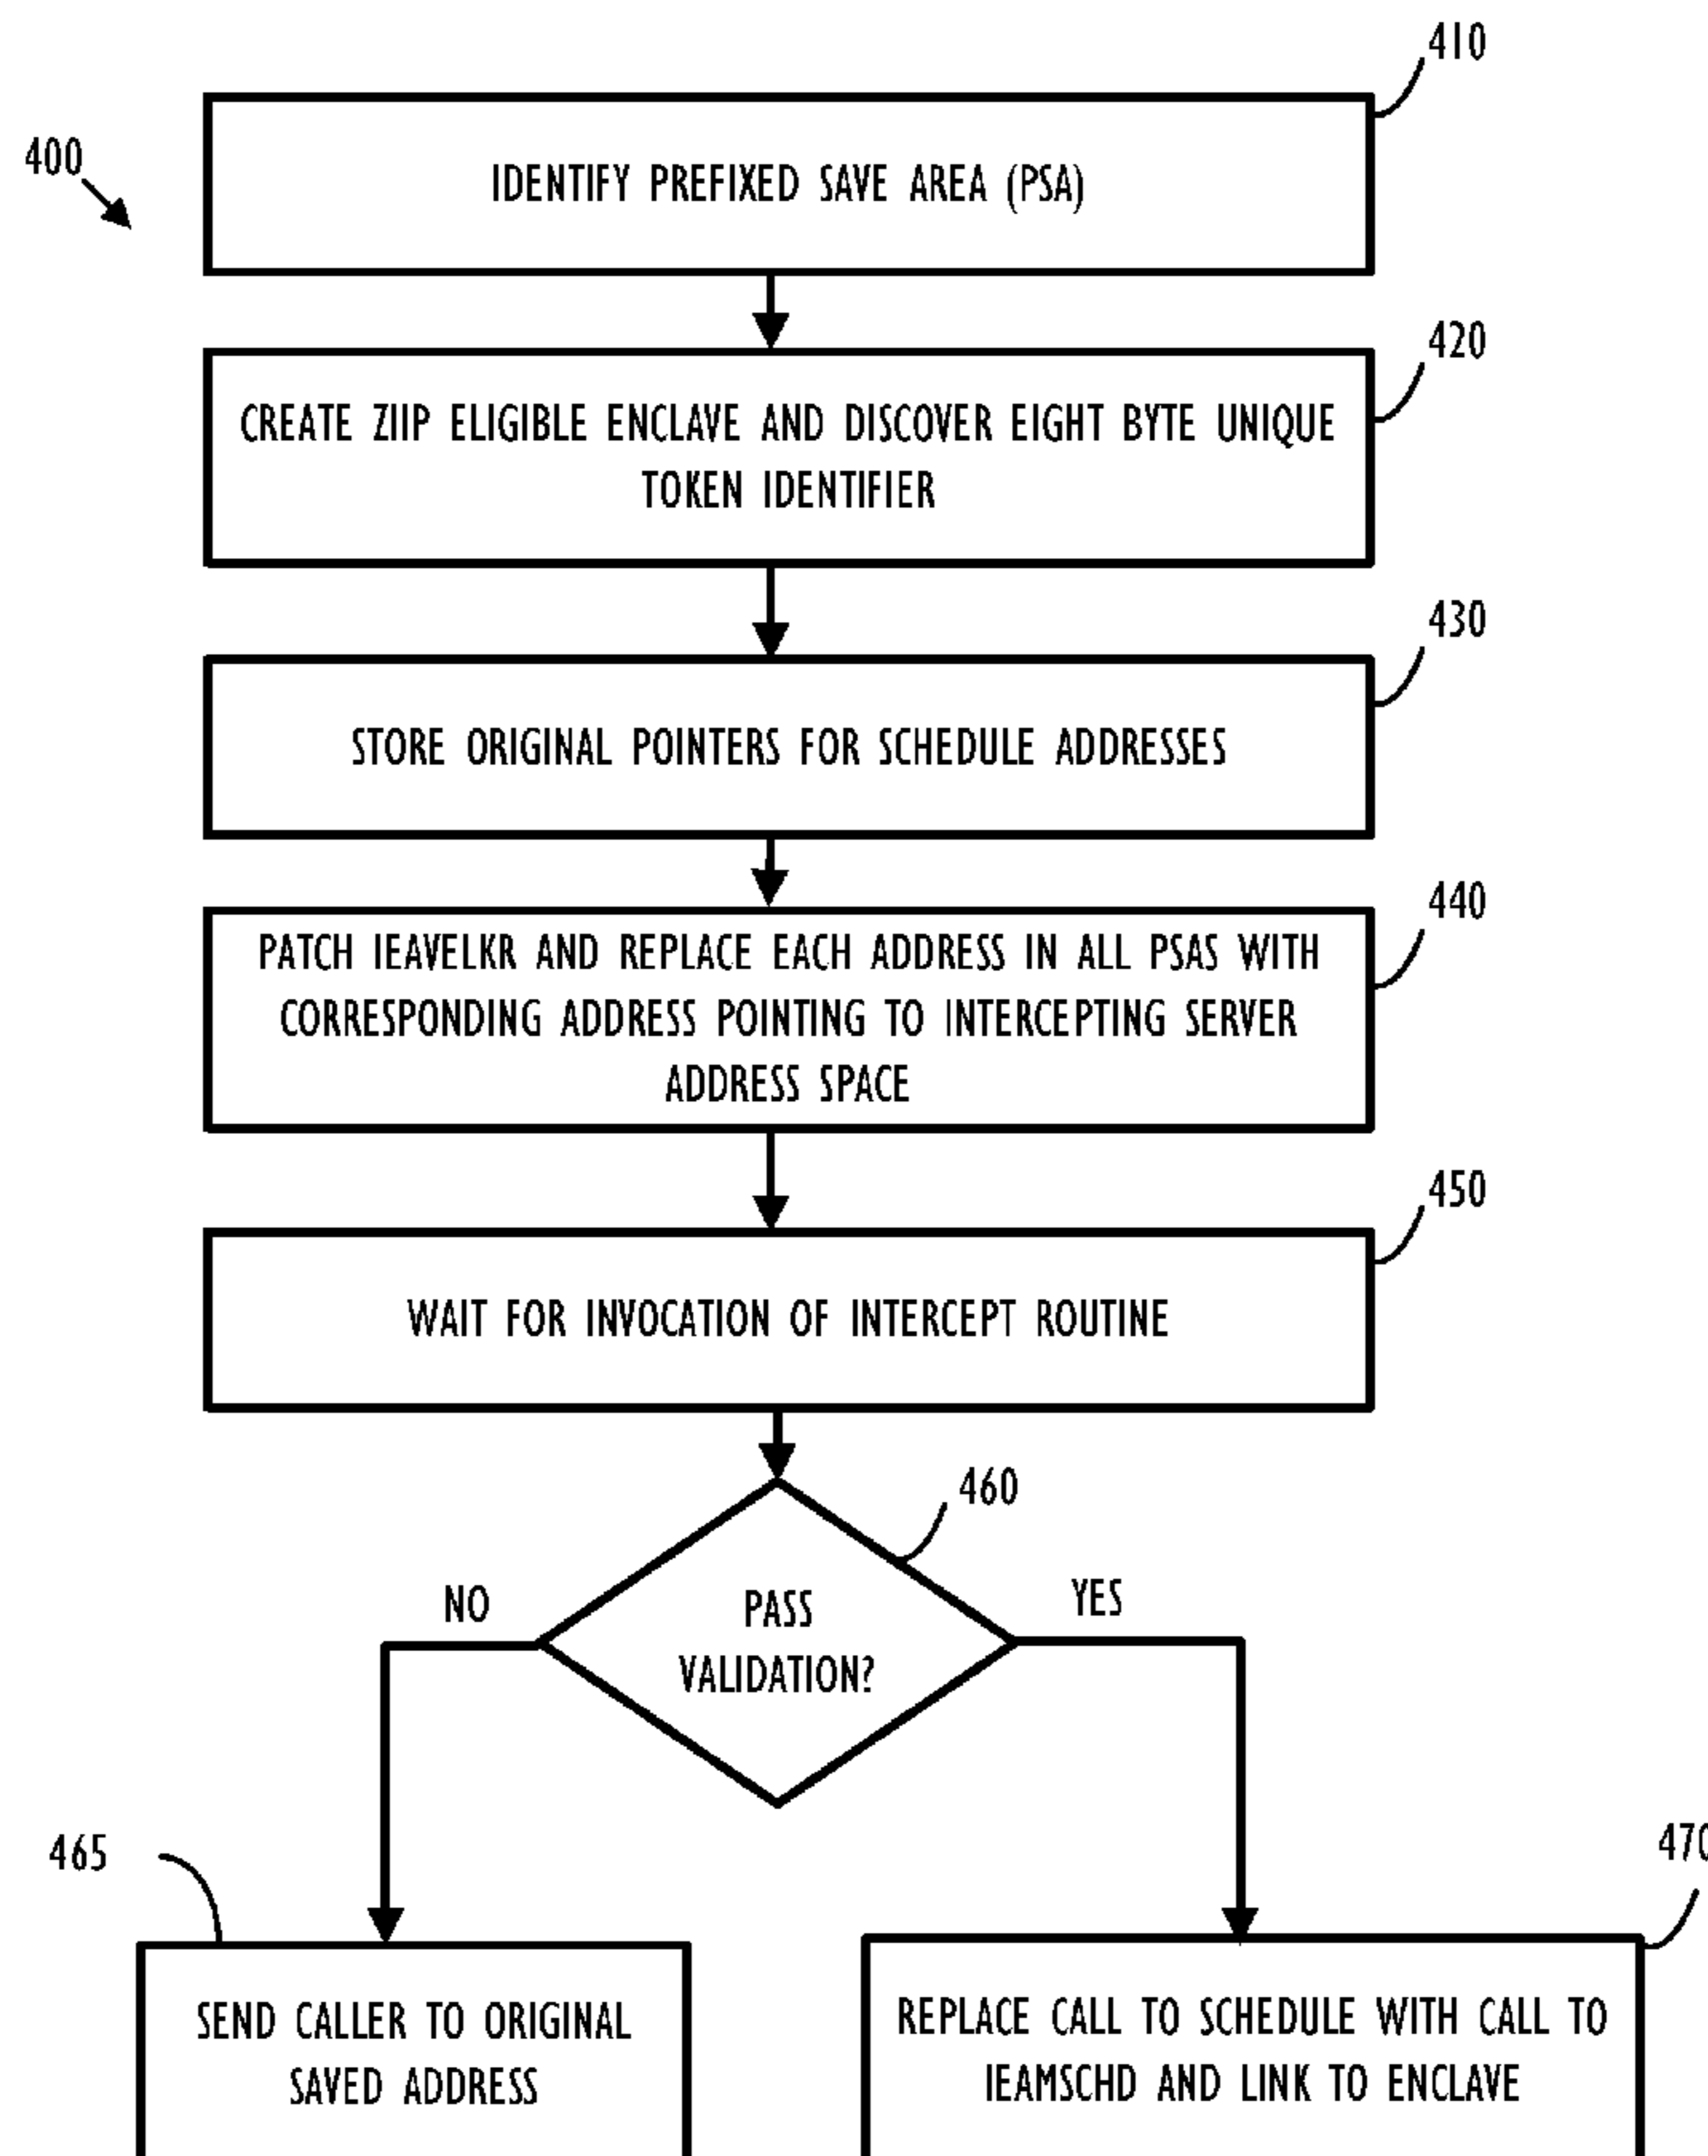 410
400
IDENTIFY PREFIXED SAVE AREA (PSA)
420
CREATE ZIIP ELIGIBLE ENCLAVE AND DISCOVER EIGHT BYTE UNIQUE
TOKEN IDENTIFIER
430
STORE ORIGINAL POINTERS FOR SCHEDULE ADDRESSES
440
PATCH IEAVELKR AND REPLACE EACH ADDRESS IN ALL PSAS WITH
CORRESPONDING ADDRESS POINTING TO INTERCEPTING SERVER
ADDRESS SPACE
450
WAIT FOR INVOCATION OF INTERCEPT ROUTINE
460
NO
YES
PASS
VALIDATION?
465
470
SEND CALLER TO ORIGINAL
SAVED ADDRESS
REPLACE CALL TO SCHEDULE WITH CALL TO
IEAMSCHD AND LINK TO ENCLAVE